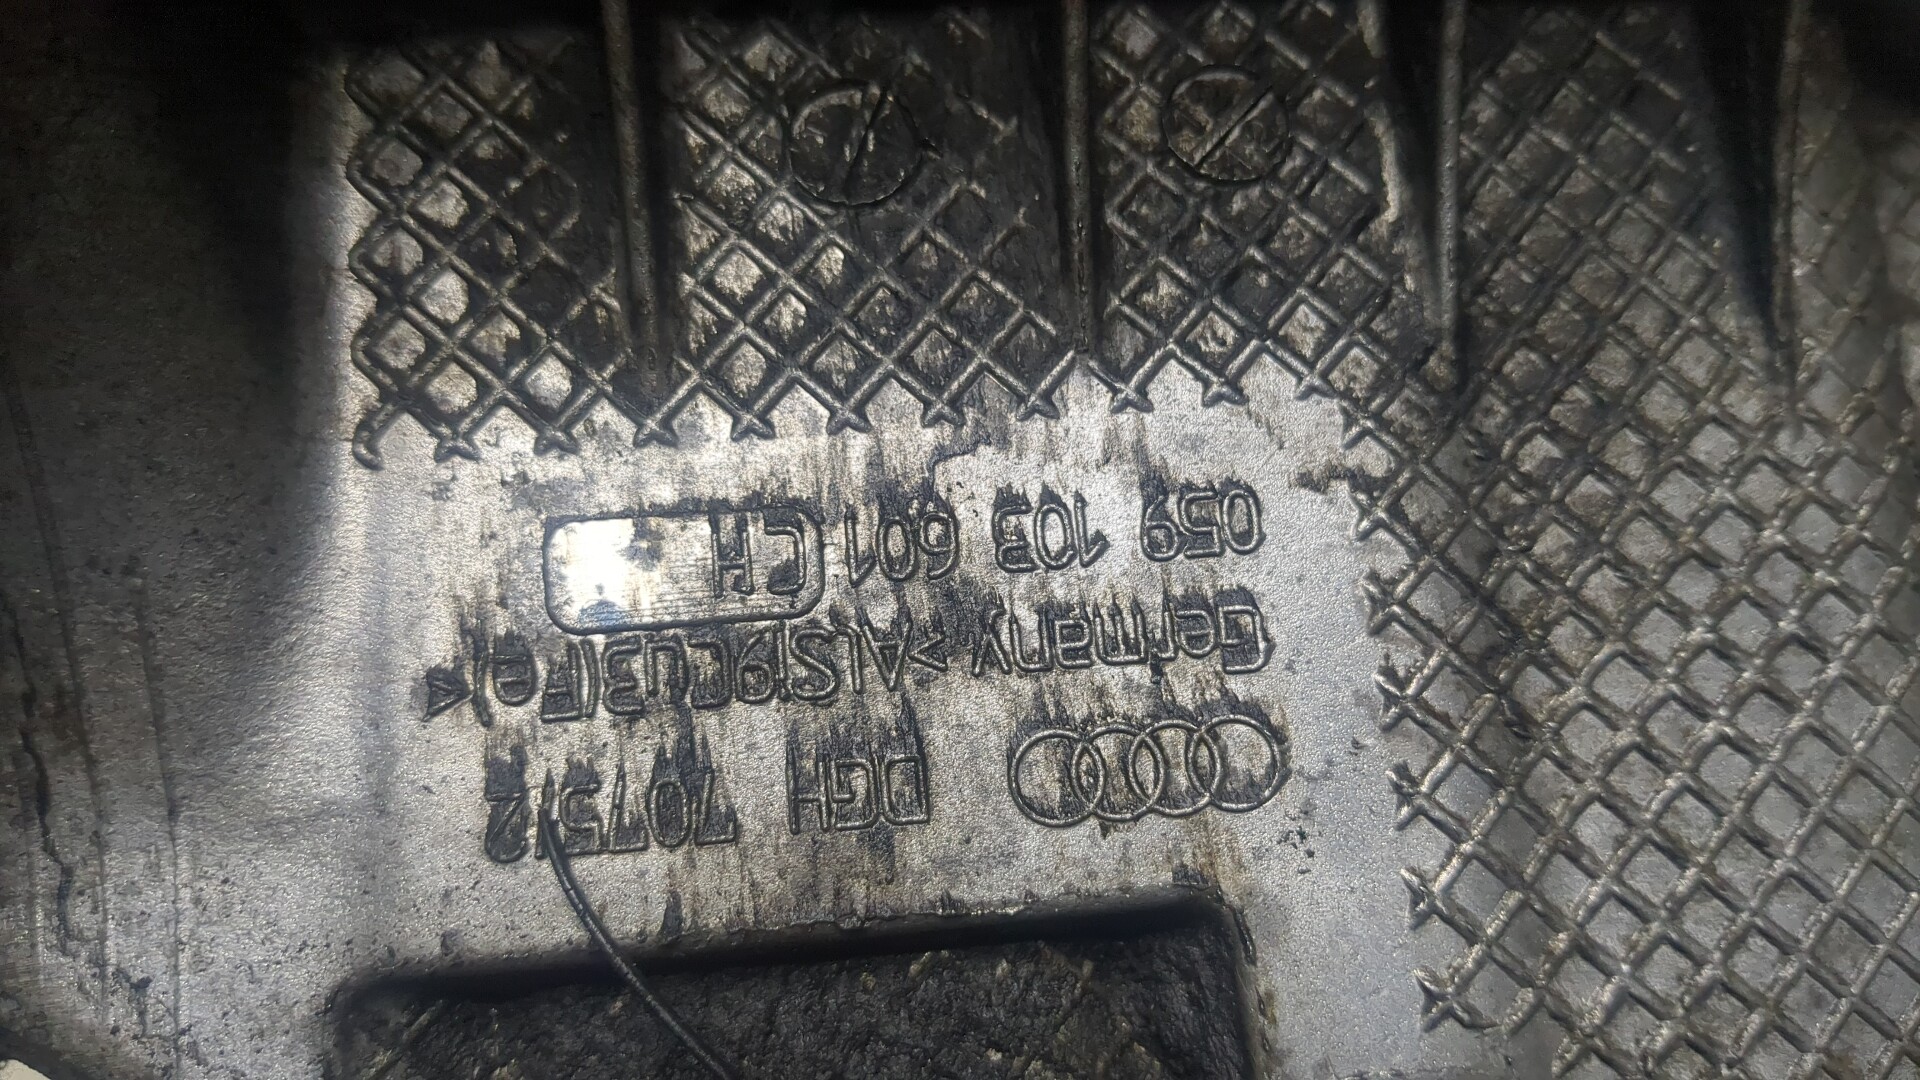 DGH 7075/2
Germany >ALSi9Cu3(Fe)<
059 103 601 CH